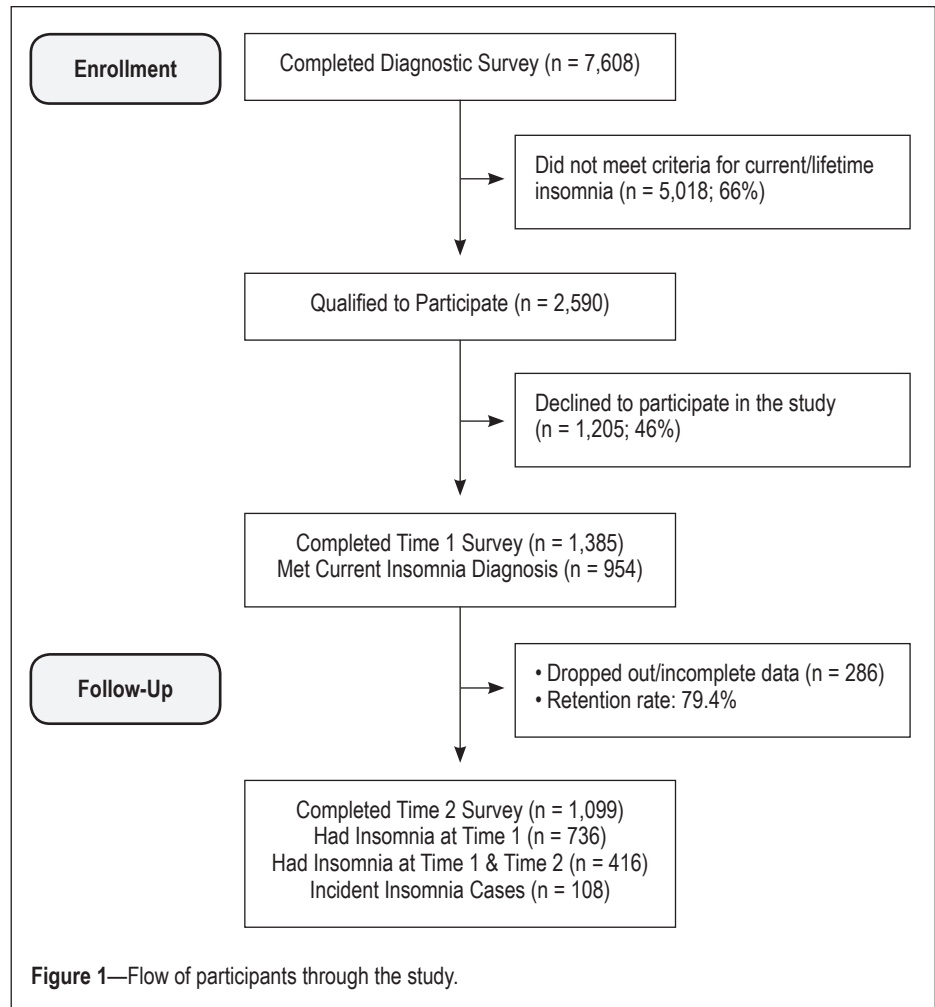 Enrollment
Completed Diagnostic Survey (n = 7,608)
Did not meet criteria for current/lifetime
insomnia (n = 5,018; 66%)
Qualified to Participate (n = 2,590)
Declined to participate in the study
(n = 1,205; 46%)
Completed Time 1 Survey (n = 1,385)
Met Current Insomnia Diagnosis (n = 954)
Follow-Up
• Dropped out/incomplete data (n = 286)
• Retention rate: 79.4%
Completed Time 2 Survey (n = 1,099)
Had Insomnia at Time 1 (n = 736)
Had Insomnia at Time 1 & Time 2 (n = 416)
Incident Insomnia Cases (n = 108)
Figure 1—Flow of participants through the study.